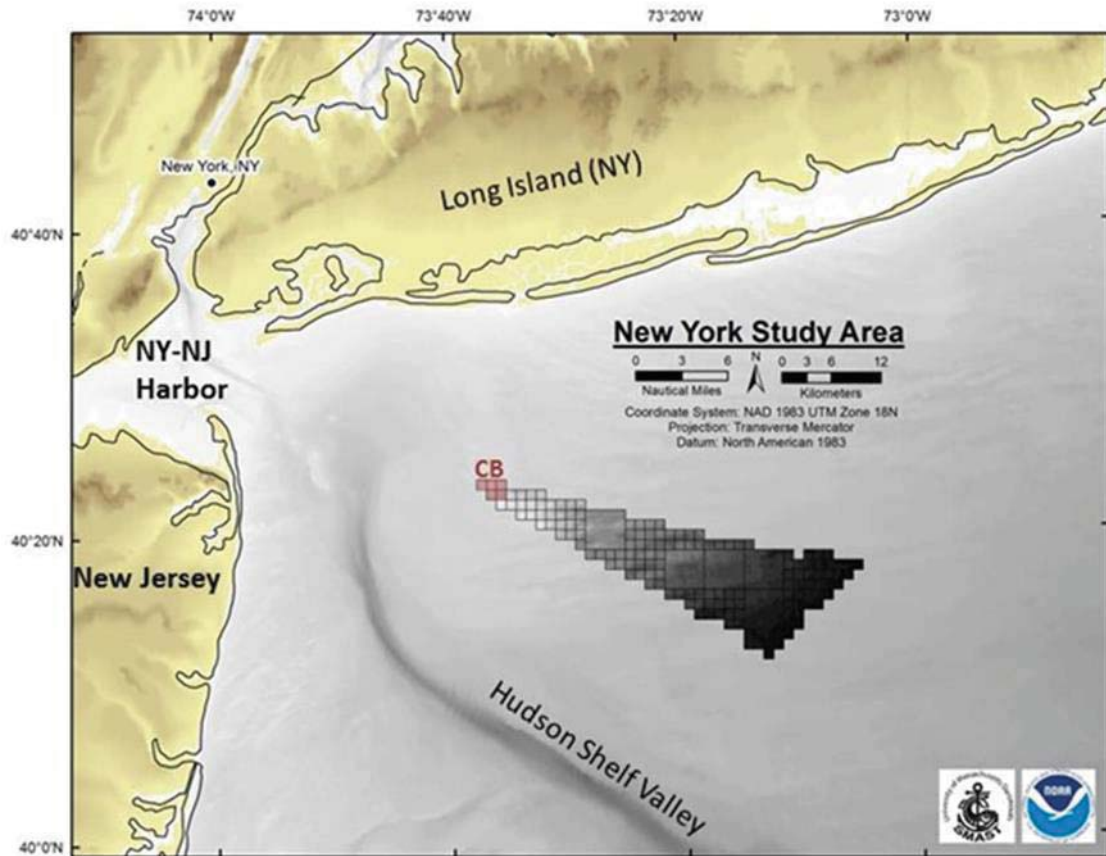 74°0'W 73°40'W 73°20'W 73°0'W
New York, NY
Long Island (NY)
40°40'N
New York Study Area
NY-NJ
Harbor
0 3 6 N 0 3 6 12
Nautical Miles Kilometers
Coordinate System: NAD 1983 UTM Zone 18N
Projection: Transverse Mercator
Datum: North American 1983
CB
40°20'N
New Jersey
Hudson Shelf Valley
SMAST
NOAA
40°0'N